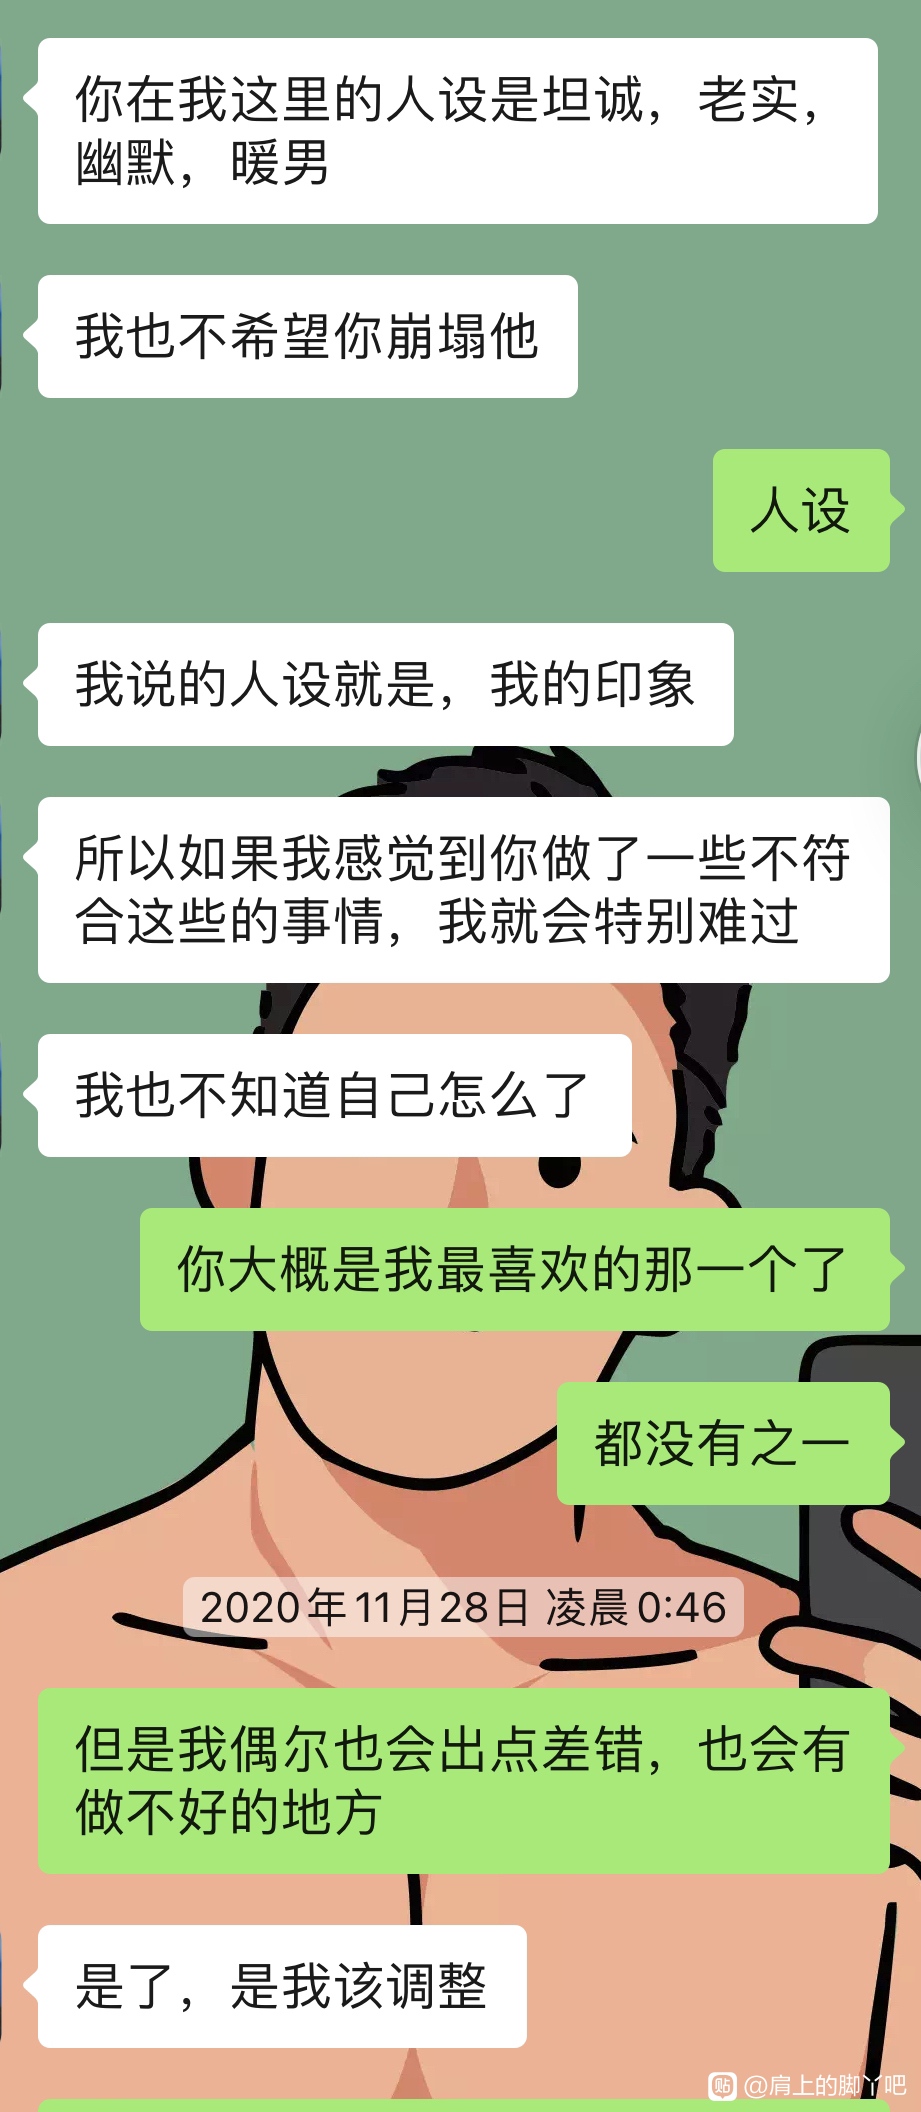 你在我这里的人设是坦诚，老实，
幽默，暖男
我也不希望你崩塌他
人设
我说的人设就是，我的印象
所以如果我感觉到你做了一些不符
合这些的事情，我就会特别难过
我也不知道自己怎么了
你大概是我最喜欢的那一个了
都没有之一
2020年11月28日 凌晨0:46
但是我偶尔也会出点差错，也会有
做不好的地方
是了，是我该调整
贴 @肩上的脚丫吧